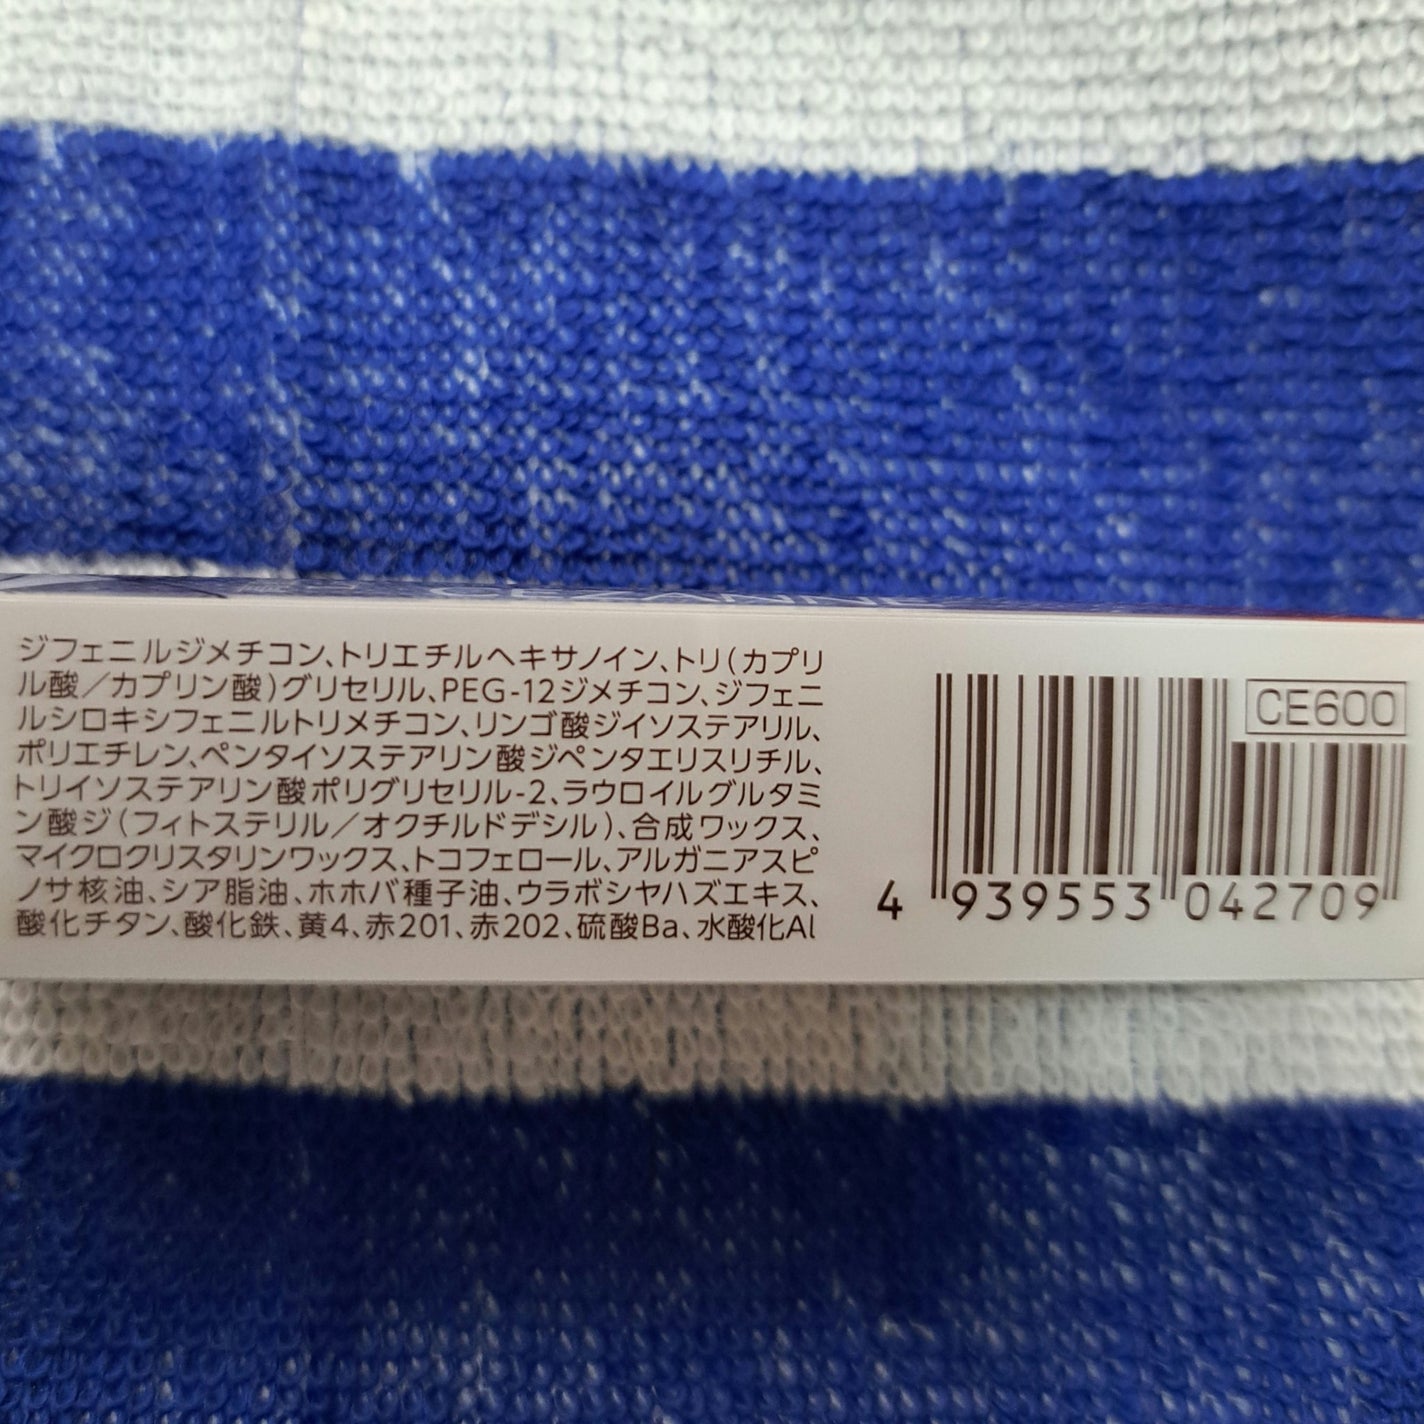 CEZANNE
ジフェニルジメチコン、トリエチルヘキサノイン、トリ(カプリ
ル酸／カプリン酸)グリセリル、PEG-12ジメチコン、ジフェニ
ルシロキシフェニルトリメチコン、リンゴ酸ジイソステアリル、
ポリエチレン、ペンタイソステアリン酸ジペンタエリスリチル、
トリイソステアリン酸ポリグリセリル-2、ラウロイルグルタミ
ン酸ジ(フィトステリル／オクチルドデシル)、合成ワックス、
マイクロクリスタリンワックス、トコフェロール、アルガニアスピ
ノサ核油、シア脂油、ホホバ種子油、ウラボシヤハズエキス、
酸化チタン、酸化鉄、黄4、赤201、赤202、硫酸Ba、水酸化Al
CE600
4 939553 042709